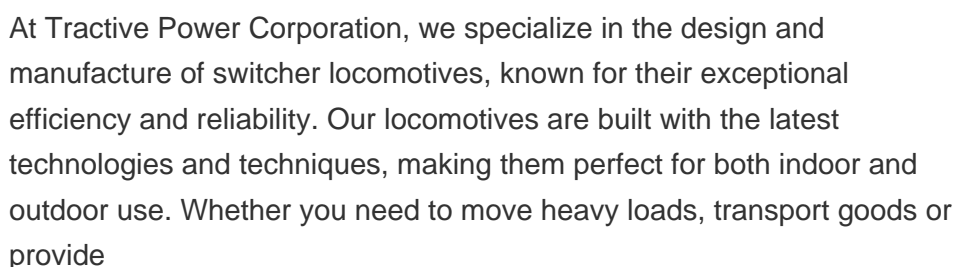 At Tractive Power Corporation, we specialize in the design and
manufacture of switcher locomotives, known for their exceptional
efficiency and reliability. Our locomotives are built with the latest
technologies and techniques, making them perfect for both indoor and
outdoor use. Whether you need to move heavy loads, transport goods or
provide